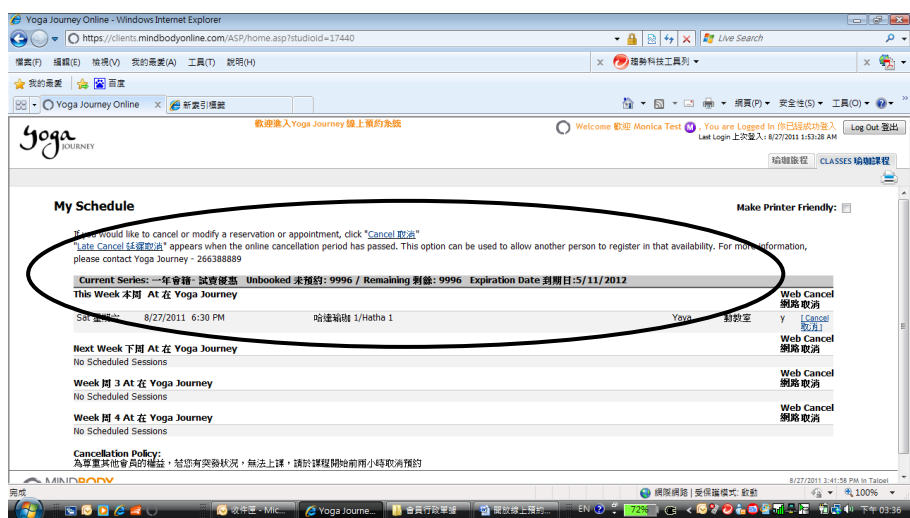 Yoga Journey Online - Windows Internet Explorer
https://clients.mindbodyonline.com/ASP/home.asp?studioid=17440
Live Search
檔案(F) 編輯(E) 檢視(V) 我的最愛(A) 工具(T) 說明(H)
x 趨勢科技工具列
我的最愛 百度
Yoga Journey Online x 新索引標籤
網頁(P) 安全性(S) 工具(O)
歡迎進入Yoga Journey 線上預約系統
Welcome 歡迎 Monica Test M , You are Logged In 你已經成功登入 Log Out 登出
Last Login 上次登入: 8/27/2011 1:53:28 AM
yoga
JOURNEY
瑜珈旅程 CLASSES 瑜珈課程
My Schedule
Make Printer Friendly:
If you would like to cancel or modify a reservation or appointment, click "Cancel 取消"
"Late Cancel 延遲取消" appears when the online cancellation period has passed. This option can be used to allow another person to register in that availability. For more information,
please contact Yoga Journey - 266388889
Current Series: 一年會籍- 試賣優惠 Unbooked 未預約: 9996 / Remaining 剩餘: 9996 Expiration Date 到期日:5/11/2012
This Week 本周 At 在 Yoga Journey
Web Cancel
網路取消
Sat 星期六 8/27/2011 6:30 PM 哈達瑜珈 1/Hatha 1 Yaya 動教室 y [Cancel
取消]
Next Week 下周 At 在 Yoga Journey
Web Cancel
網路取消
No Scheduled Sessions
Week 周 3 At 在 Yoga Journey
Web Cancel
網路取消
No Scheduled Sessions
Week 周 4 At 在 Yoga Journey
Web Cancel
網路取消
No Scheduled Sessions
Cancellation Policy:
為尊重其他會員的權益，若您有突發狀況，無法上課，請於課程開始前兩小時取消預約
MINDBODY
8/27/2011 3:41:58 PM in Taipei
完成
網際網路 | 受保護模式: 啟動
100%
收件匣 - Mic...
Yoga Journe...
會員行政單據
開放線上預約...
EN
72%
下午 03:36